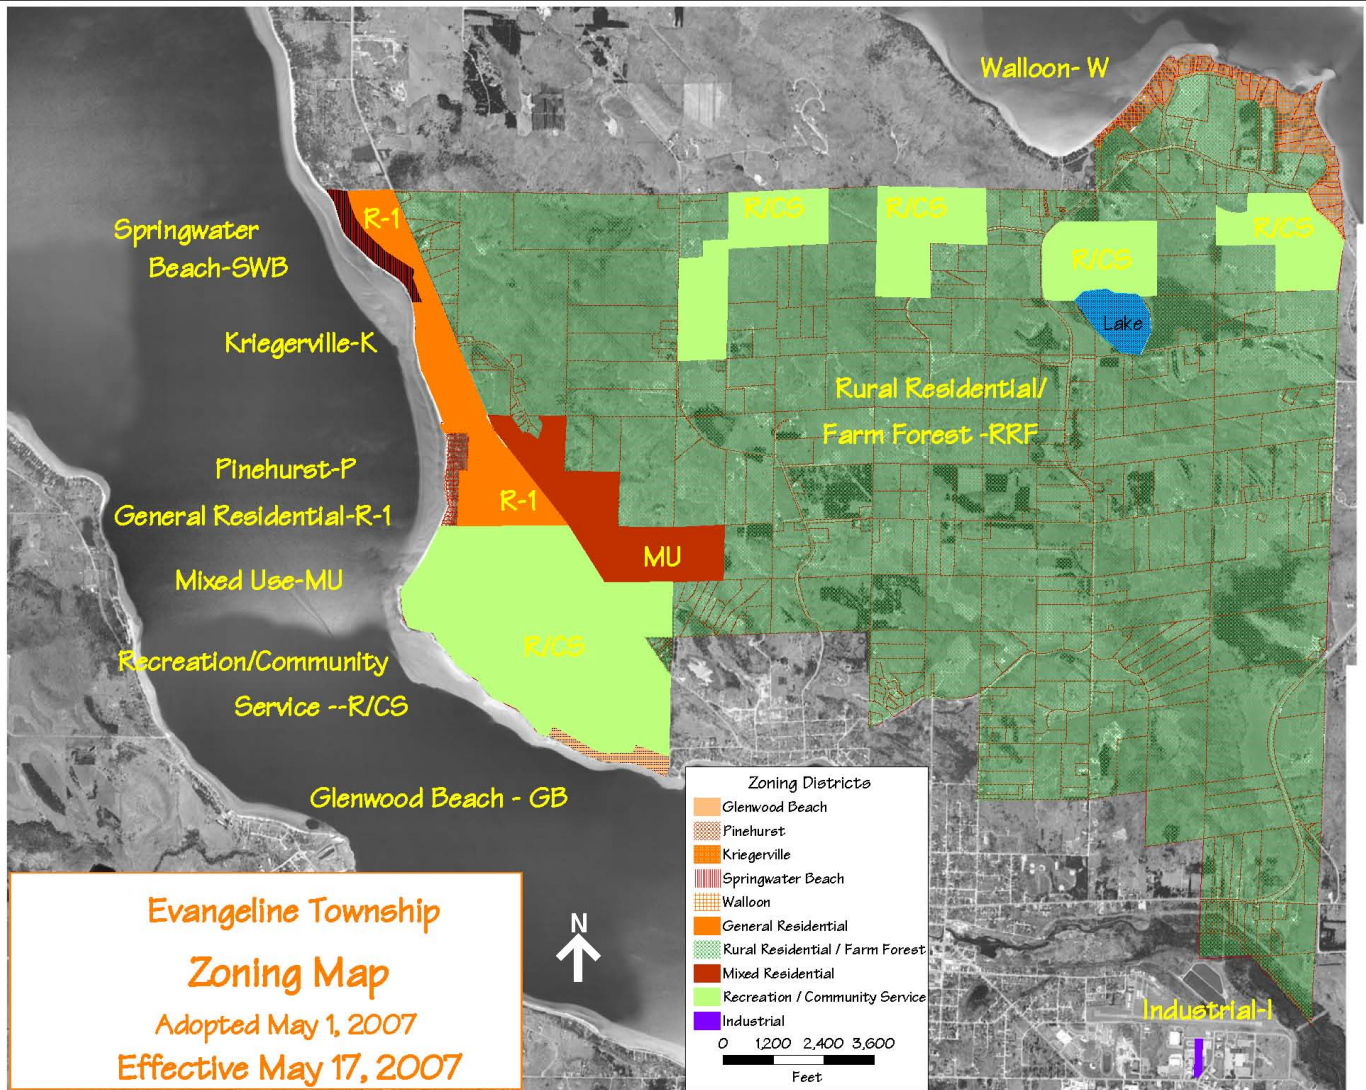 Walloon- W
R/CS
R/CS
R-1
R/CS
Springwater
Beach-SWB
R/CS
Lake
Kriegerville-K
Rural Residential/
Farm Forest -RRF
Pinehurst-P
R-1
General Residential-R-1
MU
Mixed Use-MU
R/CS
Recreation/Community
Service --R/CS
Glenwood Beach - GB
Zoning Districts
Glenwood Beach
Pinehurst
Kriegerville
Springwater Beach
Walloon
General Residential
Rural Residential / Farm Forest
Mixed Residential
Recreation / Community Service
Industrial
0 1,200 2,400 3,600
Feet
Industrial-I
N
Evangeline Township
Zoning Map
Adopted May 1, 2007
Effective May 17, 2007